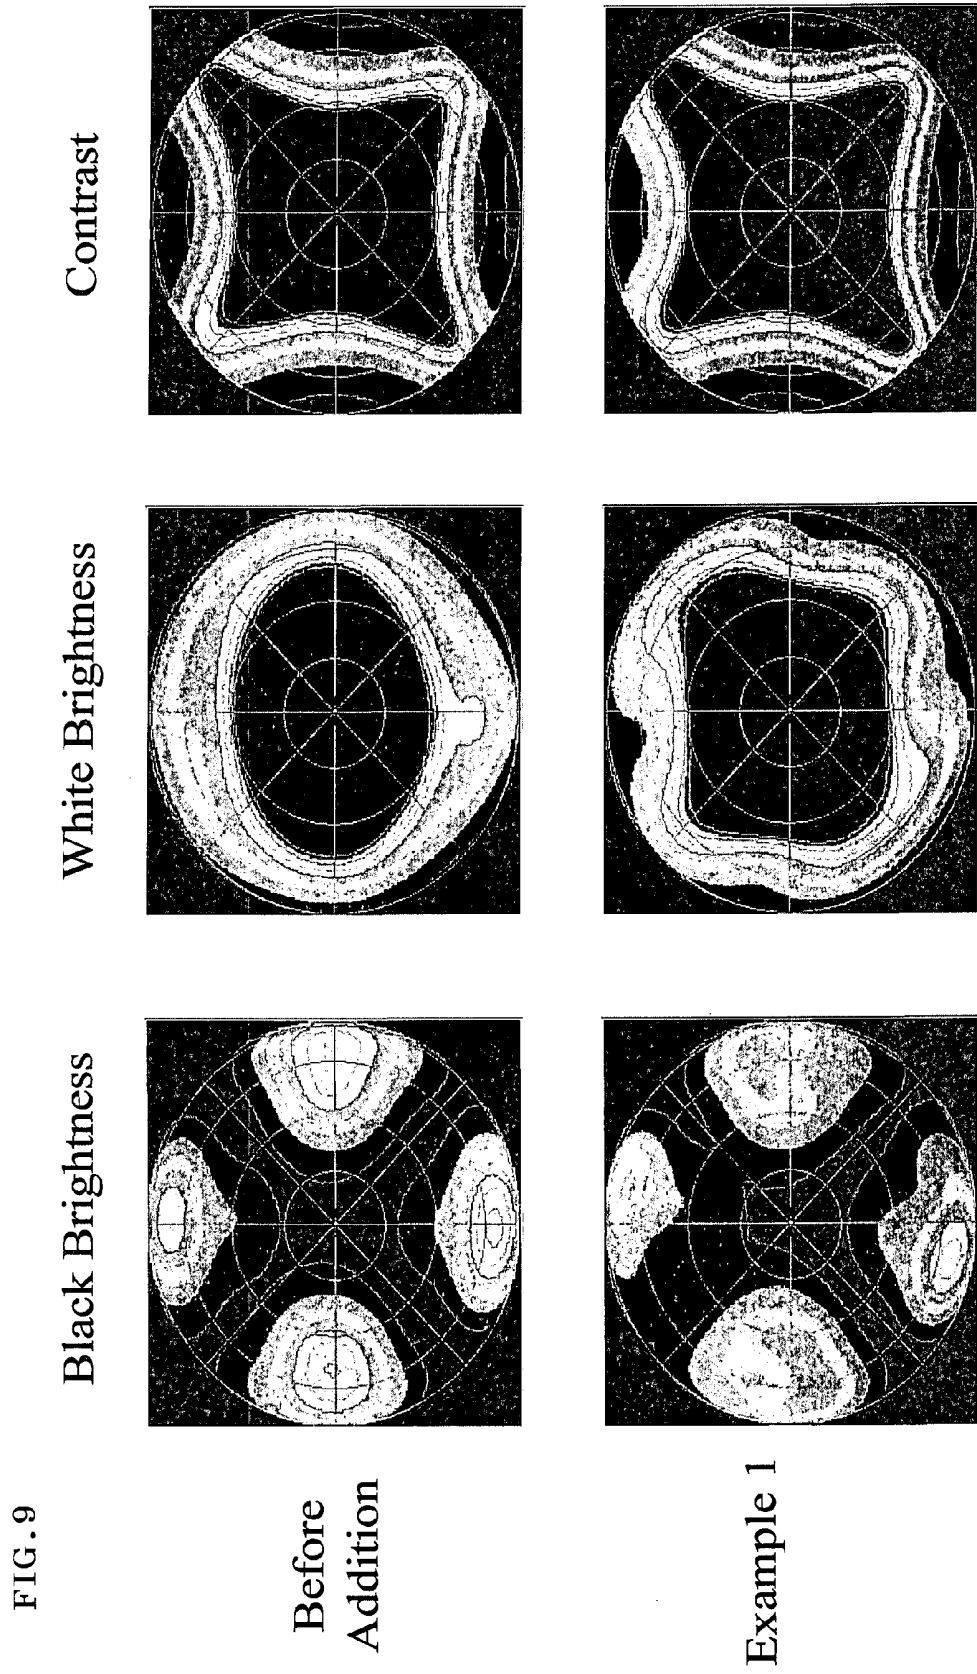 FIG.9
Black Brightness
White Brightness
Contrast
Before
Addition
Example 1